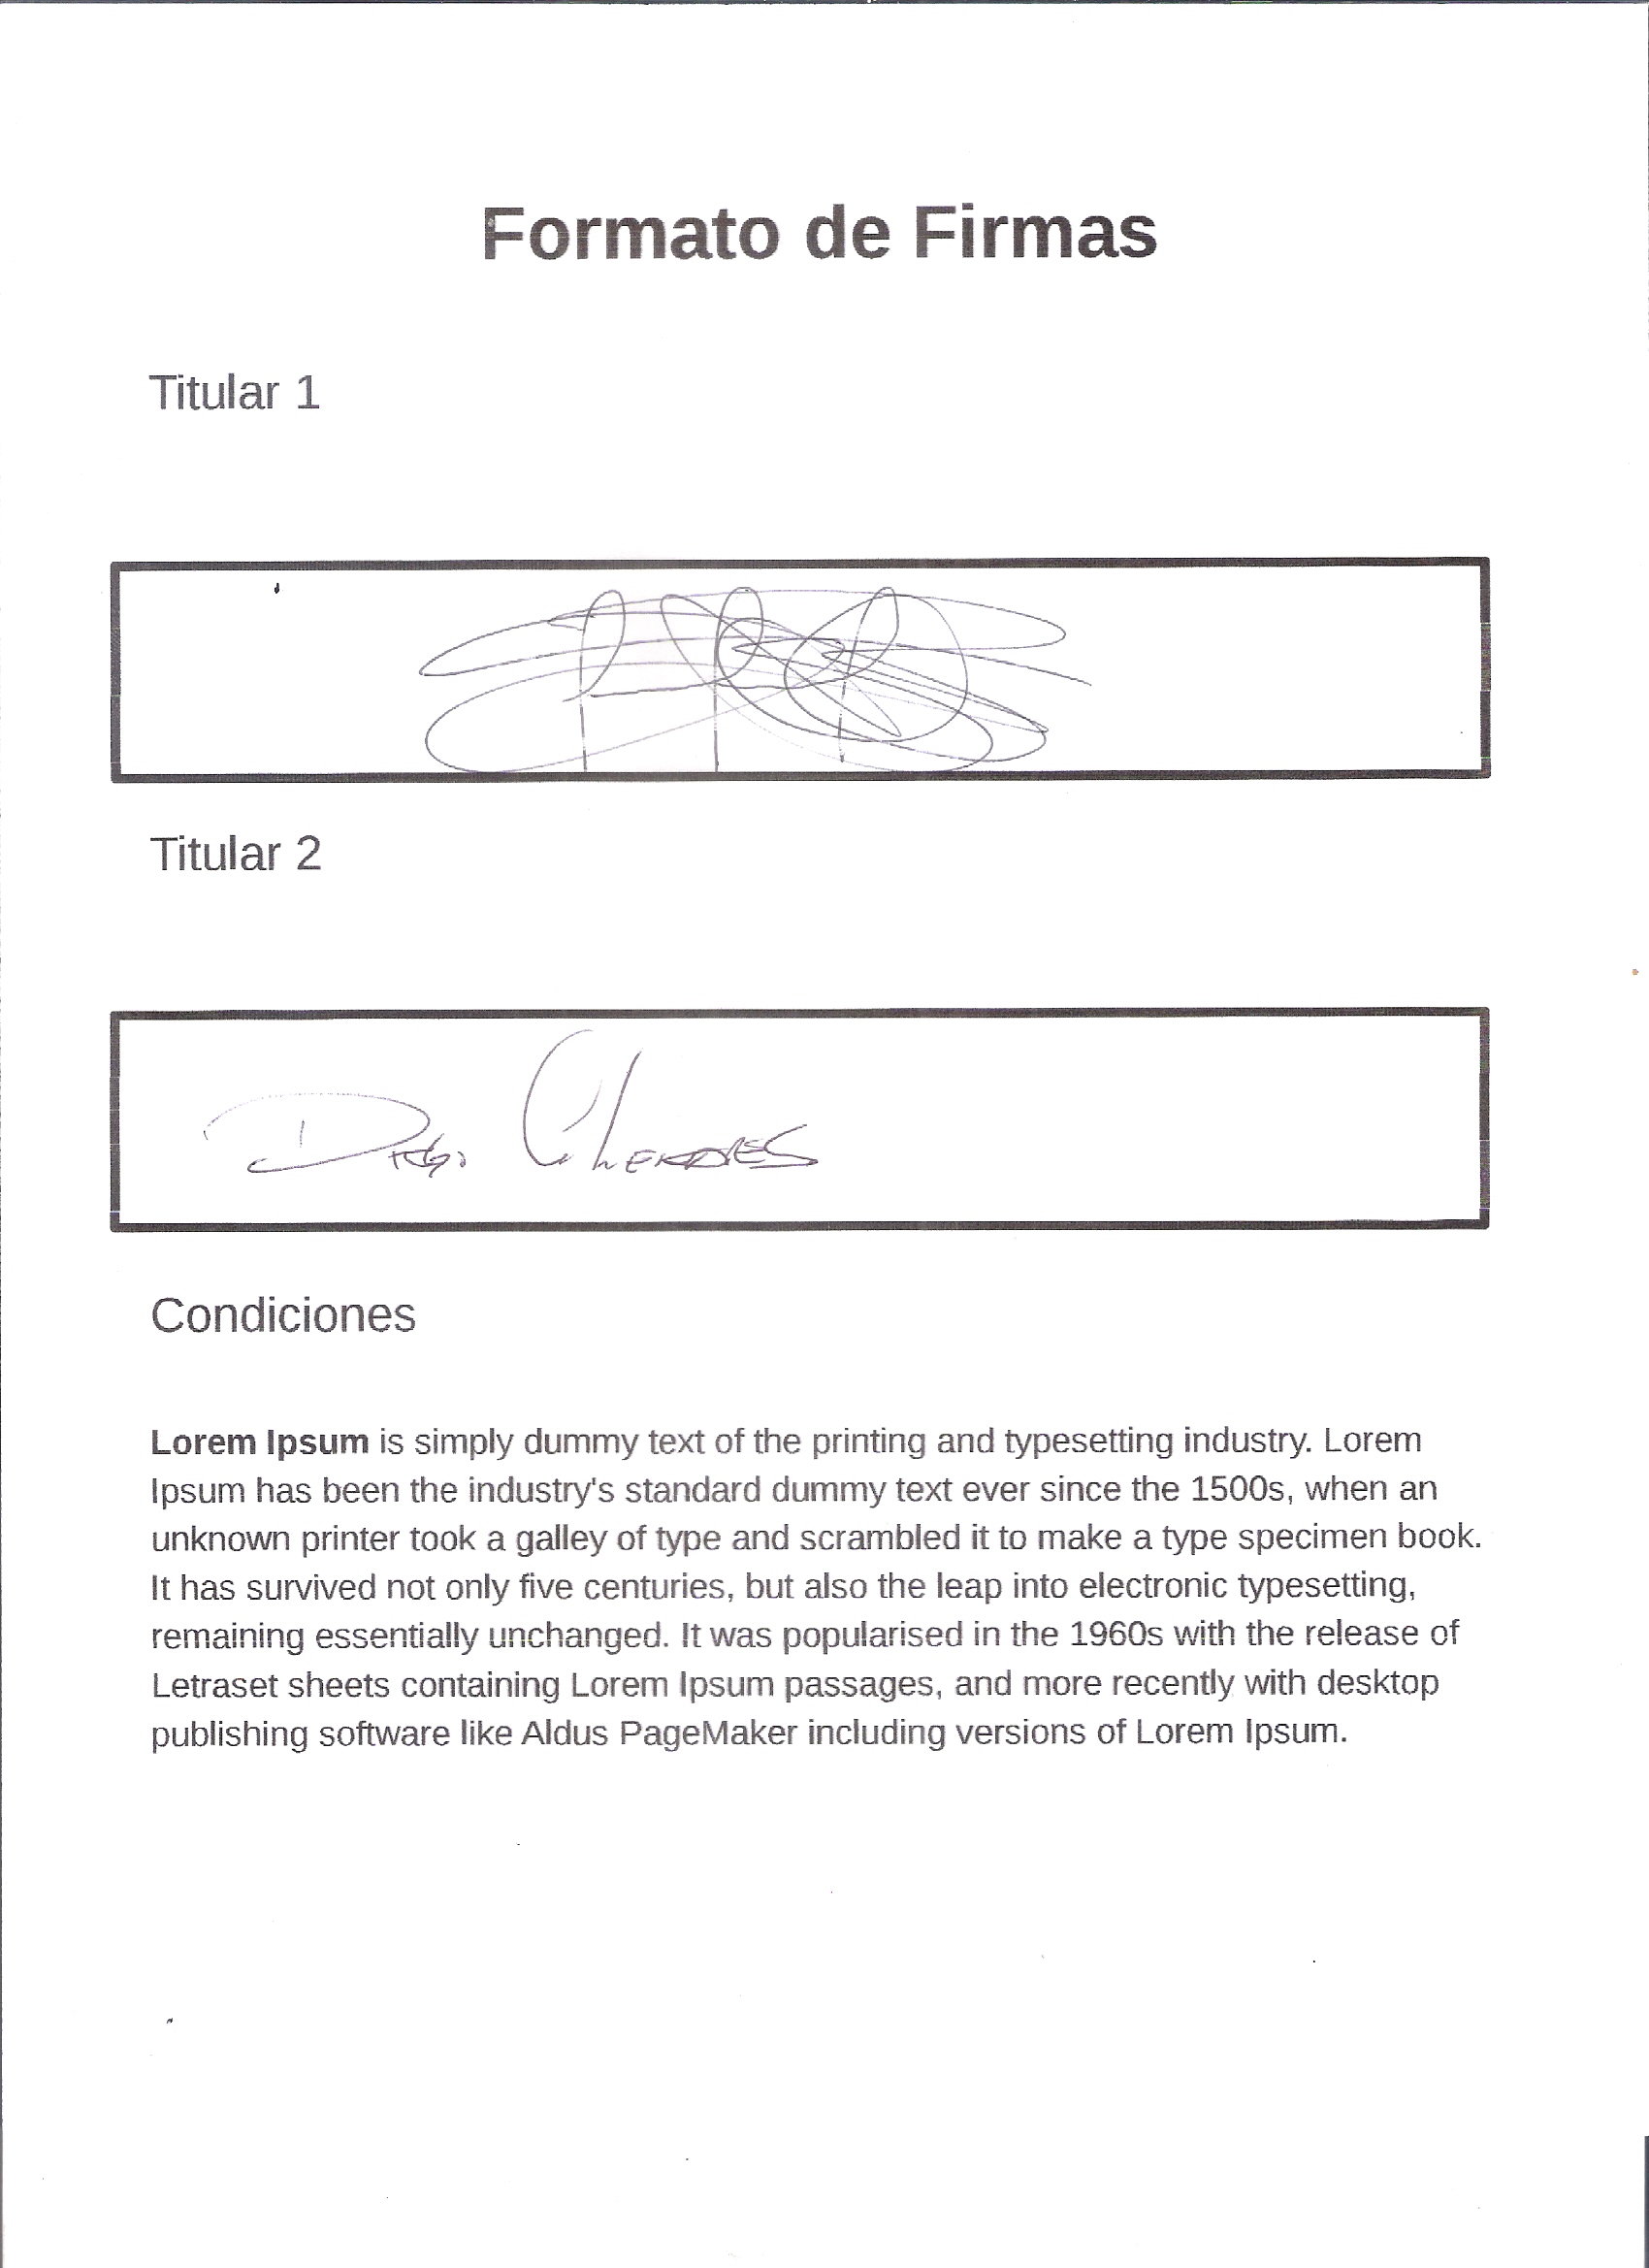 Formato de Firmas
Titular 1
Titular 2
Condiciones
Lorem Ipsum is simply dummy text of the printing and typesetting industry. Lorem
Ipsum has been the industry's standard dummy text ever since the 1500s, when an
unknown printer took a galley of type and scrambled it to make a type specimen book.
It has survived not only five centuries, but also the leap into electronic typesetting,
remaining essentially unchanged. It was popularised in the 1960s with the release of
Letraset sheets containing Lorem Ipsum passages, and more recently with desktop
publishing software like Aldus PageMaker including versions of Lorem Ipsum.